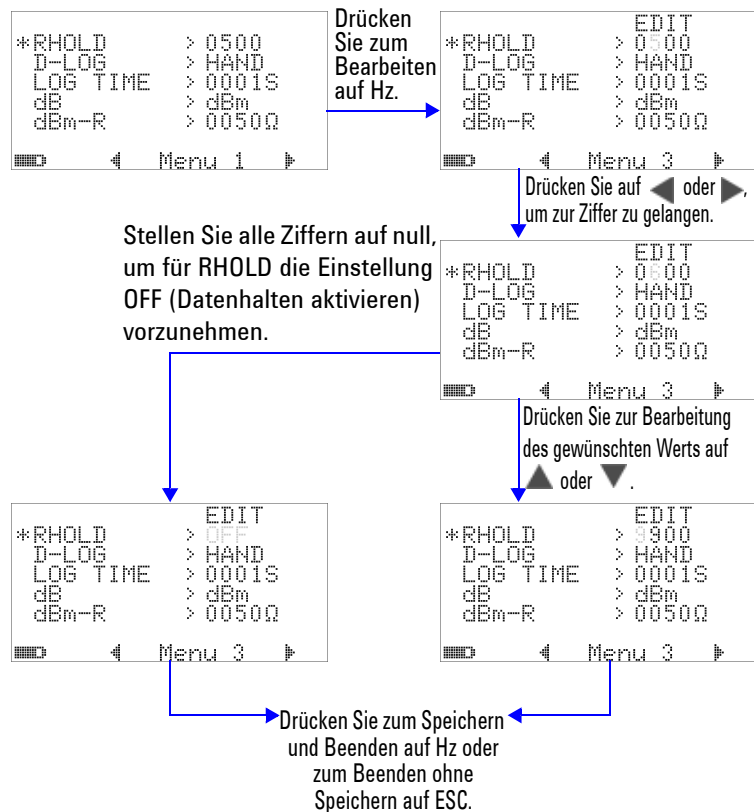 *RHOLD > 0500
D-LOG > HAND
LOG TIME > 0001S
dB > dBm
dBm-R > 0050Ω
Menu 1
Drücken
Sie zum
Bearbeiten
auf Hz.
EDIT
*RHOLD > 0500
D-LOG > HAND
LOG TIME > 0001S
dB > dBm
dBm-R > 0050Ω
Menu 3
Drücken Sie auf ◀ oder ▶,
um zur Ziffer zu gelangen.
Stellen Sie alle Ziffern auf null,
um für RHOLD die Einstellung
OFF (Datenhalten aktivieren)
vorzunehmen.
EDIT
*RHOLD > 0600
D-LOG > HAND
LOG TIME > 0001S
dB > dBm
dBm-R > 0050Ω
Menu 3
Drücken Sie zur Bearbeitung
des gewünschten Werts auf
▲ oder ▼.
EDIT
*RHOLD > OFF
D-LOG > HAND
LOG TIME > 0001S
dB > dBm
dBm-R > 0050Ω
Menu 3
EDIT
*RHOLD > 9900
D-LOG > HAND
LOG TIME > 0001S
dB > dBm
dBm-R > 0050Ω
Menu 3
Drücken Sie zum Speichern
und Beenden auf Hz oder
zum Beenden ohne
Speichern auf ESC.